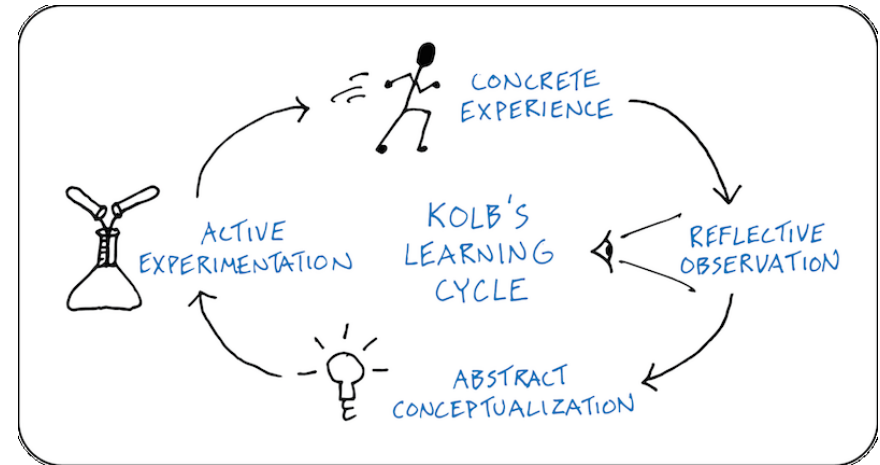 CONCRETE
EXPERIENCE
KOLB'S
LEARNING
CYCLE
REFLECTIVE
OBSERVATION
ACTIVE
EXPERIMENTATION
ABSTRACT
CONCEPTUALIZATION